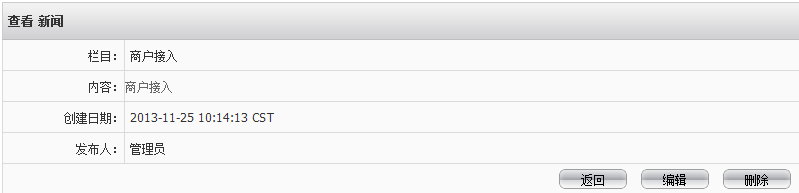 查看 新闻
栏目： 商户接入
内容： 商户接入
创建日期： 2013-11-25 10:14:13 CST
发布人： 管理员
返回 编辑 删除